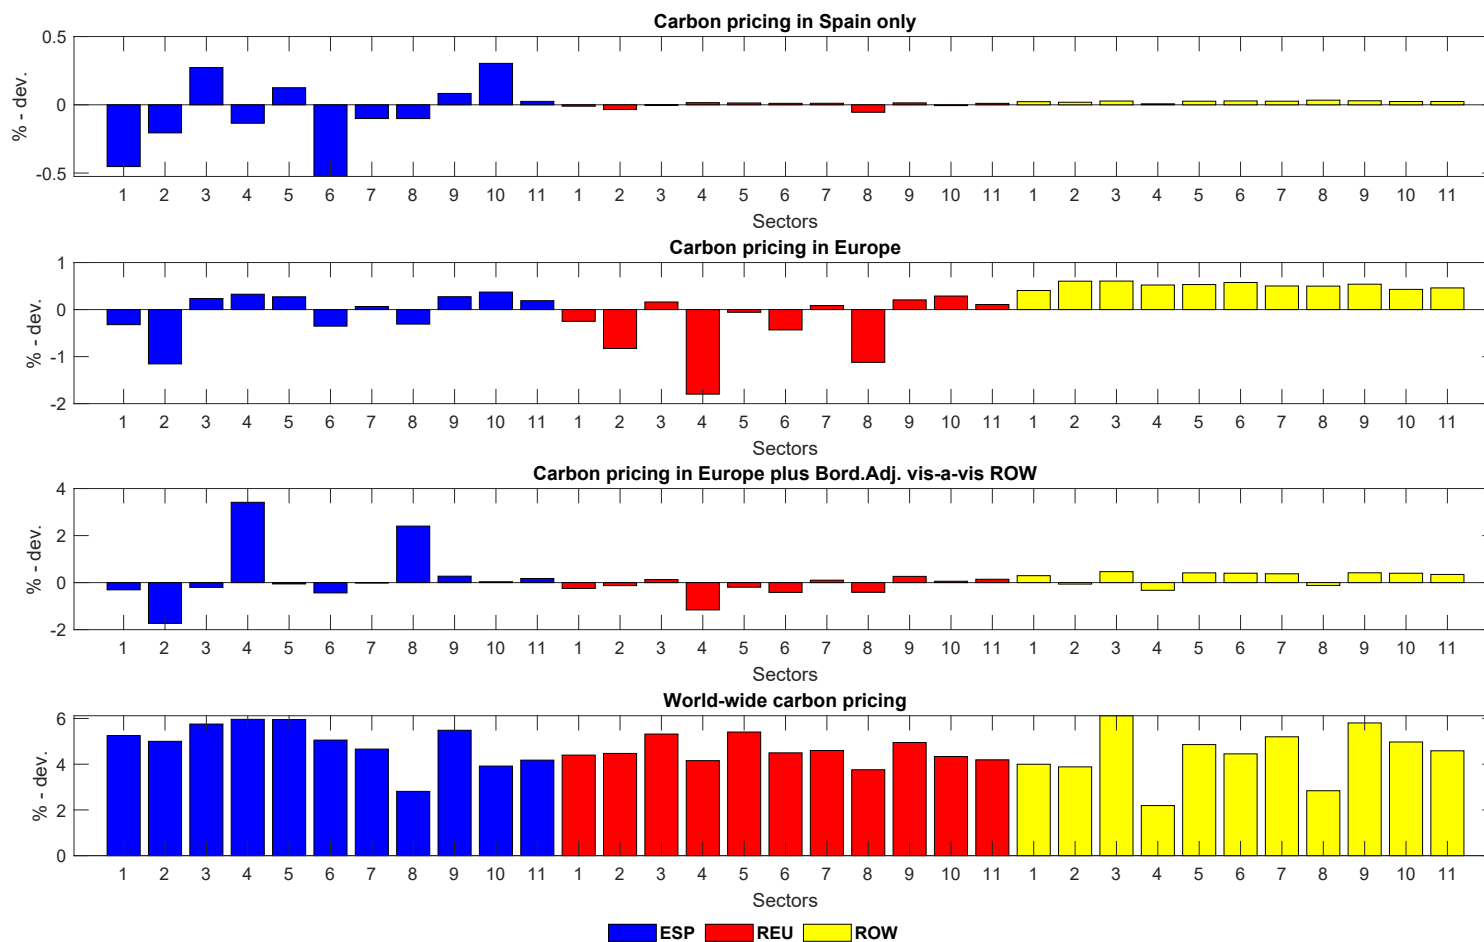 Carbon pricing in Spain only
% - dev.
0.5
0
-0.5
1 2 3 4 5 6 7 8 9 10 11 1 2 3 4 5 6 7 8 9 10 11 1 2 3 4 5 6 7 8 9 10 11
Sectors
Carbon pricing in Europe
% - dev.
1
0
-1
-2
1 2 3 4 5 6 7 8 9 10 11 1 2 3 4 5 6 7 8 9 10 11 1 2 3 4 5 6 7 8 9 10 11
Sectors
Carbon pricing in Europe plus Bord.Adj. vis-a-vis ROW
% - dev.
4
2
0
-2
1 2 3 4 5 6 7 8 9 10 11 1 2 3 4 5 6 7 8 9 10 11 1 2 3 4 5 6 7 8 9 10 11
Sectors
World-wide carbon pricing
% - dev.
6
4
2
0
1 2 3 4 5 6 7 8 9 10 11 1 2 3 4 5 6 7 8 9 10 11 1 2 3 4 5 6 7 8 9 10 11
Sectors
ESP REU ROW